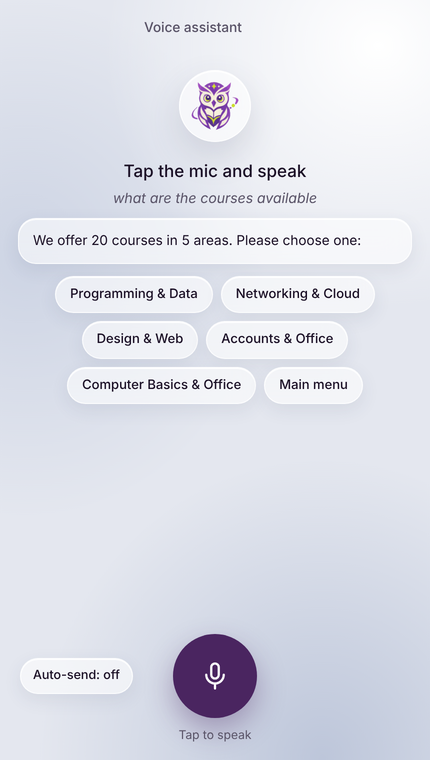 Voice assistant
Tap the mic and speak
what are the courses available
We offer 20 courses in 5 areas. Please choose one:
Programming & Data
Networking & Cloud
Design & Web
Accounts & Office
Computer Basics & Office
Main menu
Auto-send: off
Tap to speak